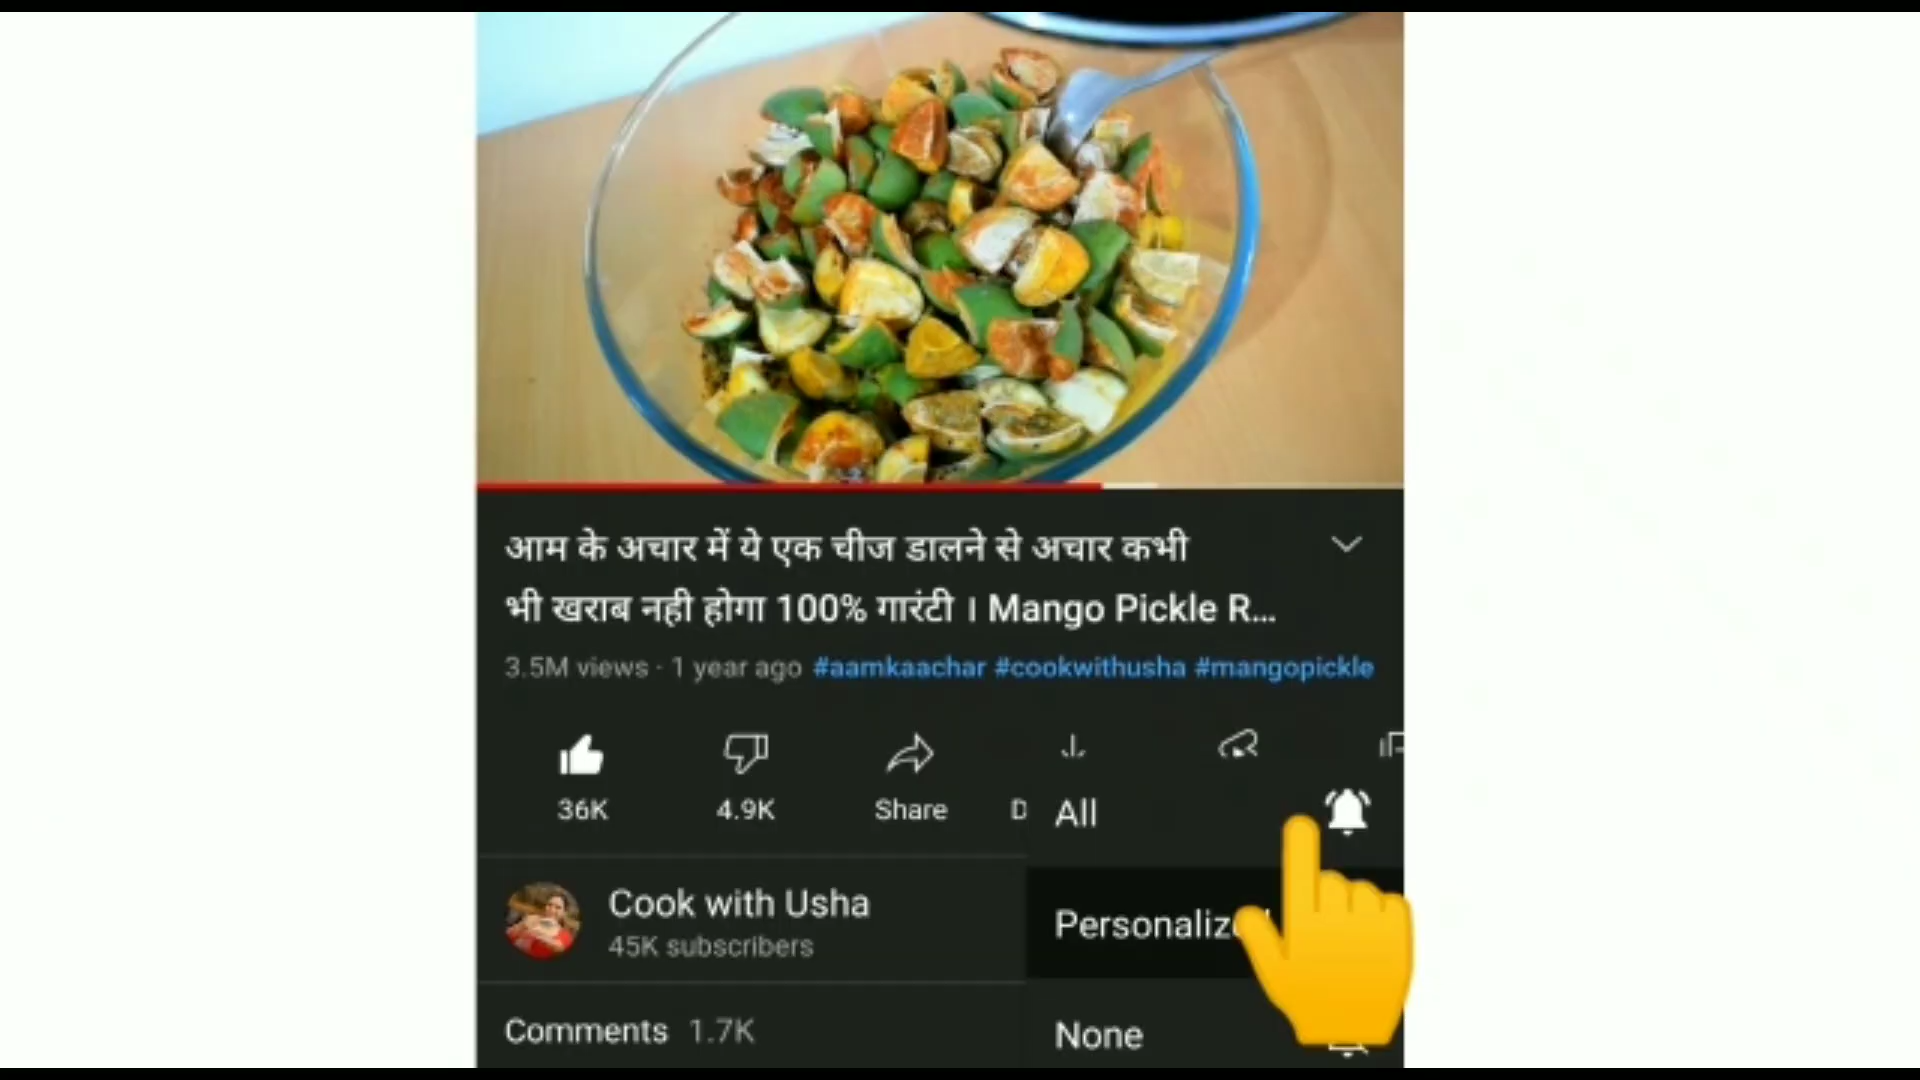 आम के अचार में ये एक चीज डालने से अचार कभी
भी खराब नही होगा 100% गारंटी । Mango Pickle R...
3.5M views · 1 year ago #aamkaachar #cookwithusha #mangopickle
36K 4.9K Share D
All
Cook with Usha
45K subscribers
Personalize
Comments 1.7K
None